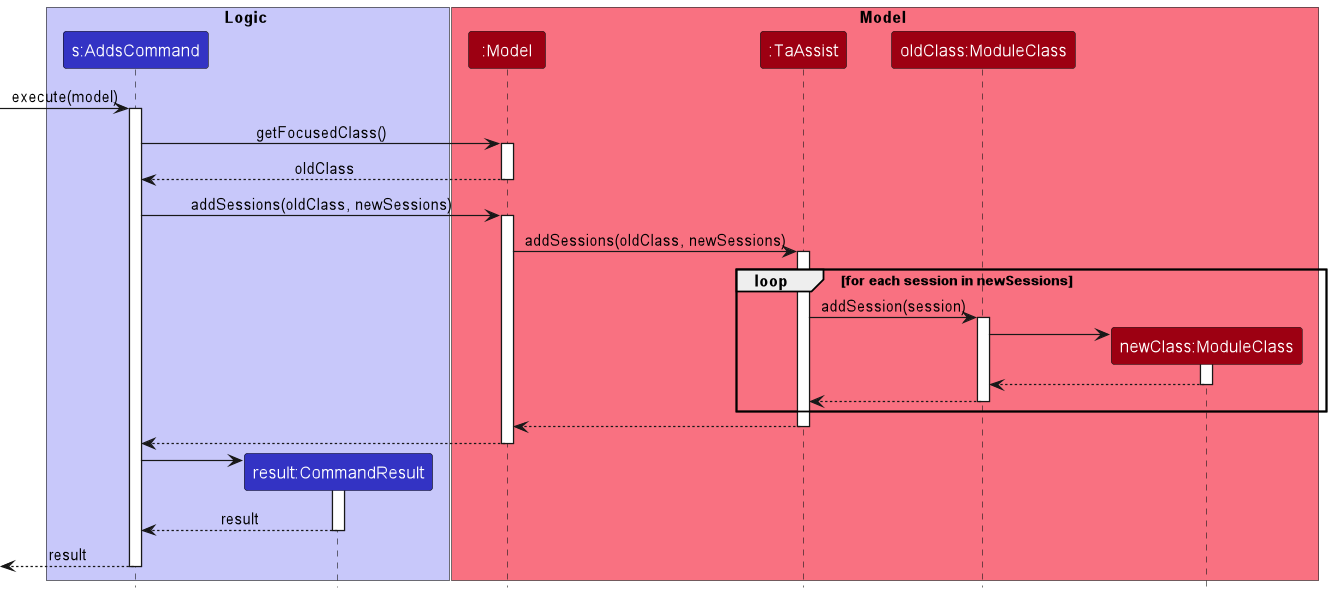 Logic
Model
s:AddsCommand
:Model
:TaAssist
oldClass:ModuleClass
execute(model)
getFocusedClass()
oldClass
addSessions(oldClass, newSessions)
addSessions(oldClass, newSessions)
loop
[for each session in newSessions]
addSession(session)
newClass:ModuleClass
result:CommandResult
result
result